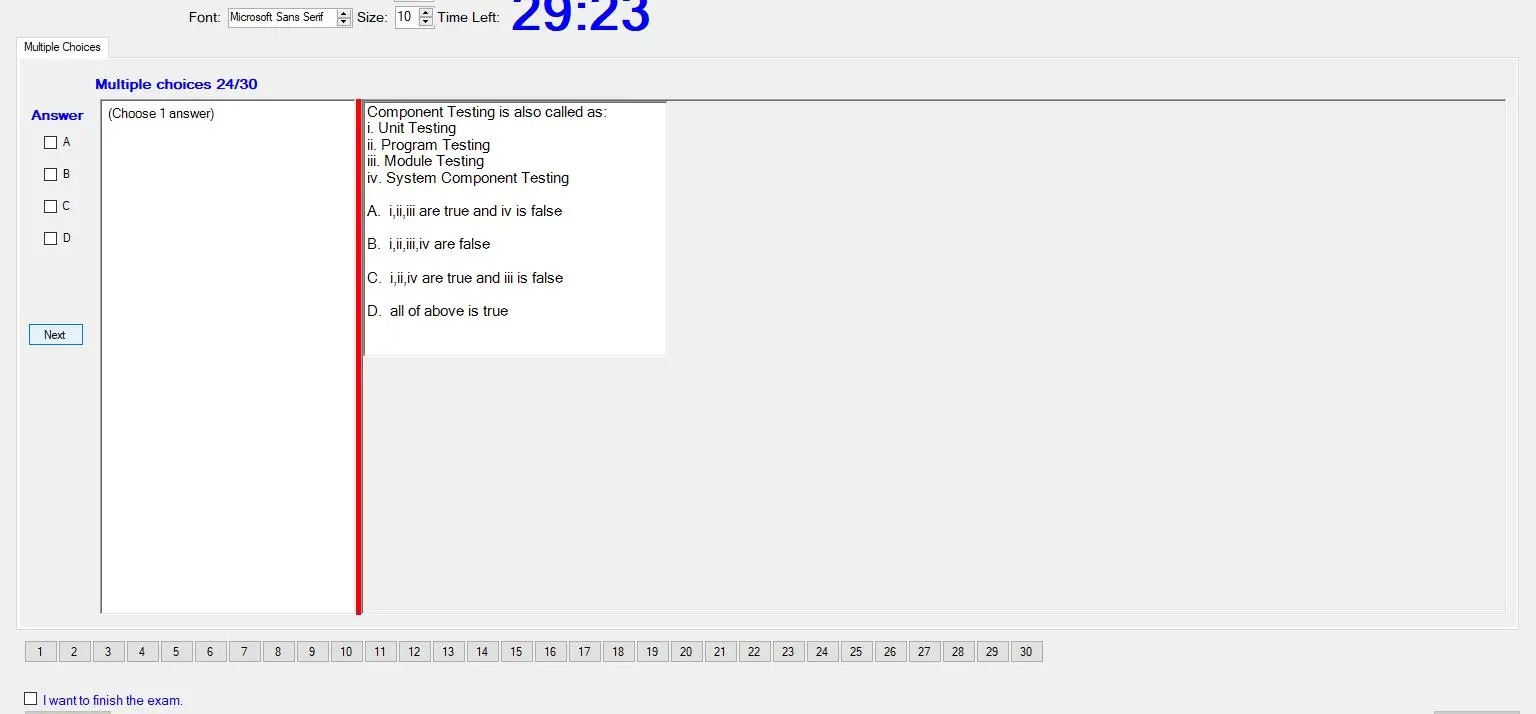 Font: Microsoft Sans Serif Size: 10 Time Left: 29:23
Multiple Choices
Multiple choices 24/30
Answer
(Choose 1 answer)
A
B
C
D
Next
Component Testing is also called as:
i. Unit Testing
ii. Program Testing
iii. Module Testing
iv. System Component Testing
A. i,ii,iii are true and iv is false
B. i,ii,iii,iv are false
C. i,ii,iv are true and iii is false
D. all of above is true
1 2 3 4 5 6 7 8 9 10 11 12 13 14 15 16 17 18 19 20 21 22 23 24 25 26 27 28 29 30
I want to finish the exam.